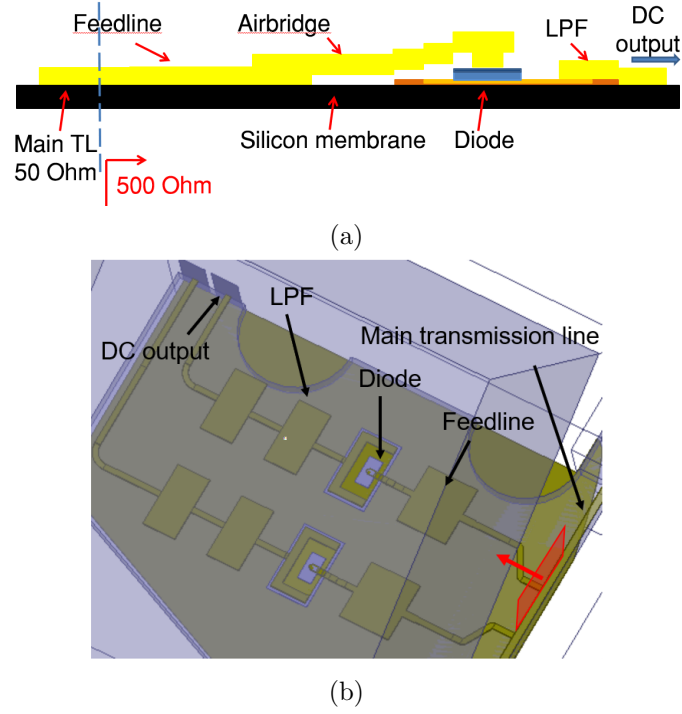 Feedline
Airbridge
LPF
DC
output
Main TL
50 Ohm
500 Ohm
Silicon membrane
Diode
(a)
LPF
DC output
Diode
Main transmission line
Feedline
(b)